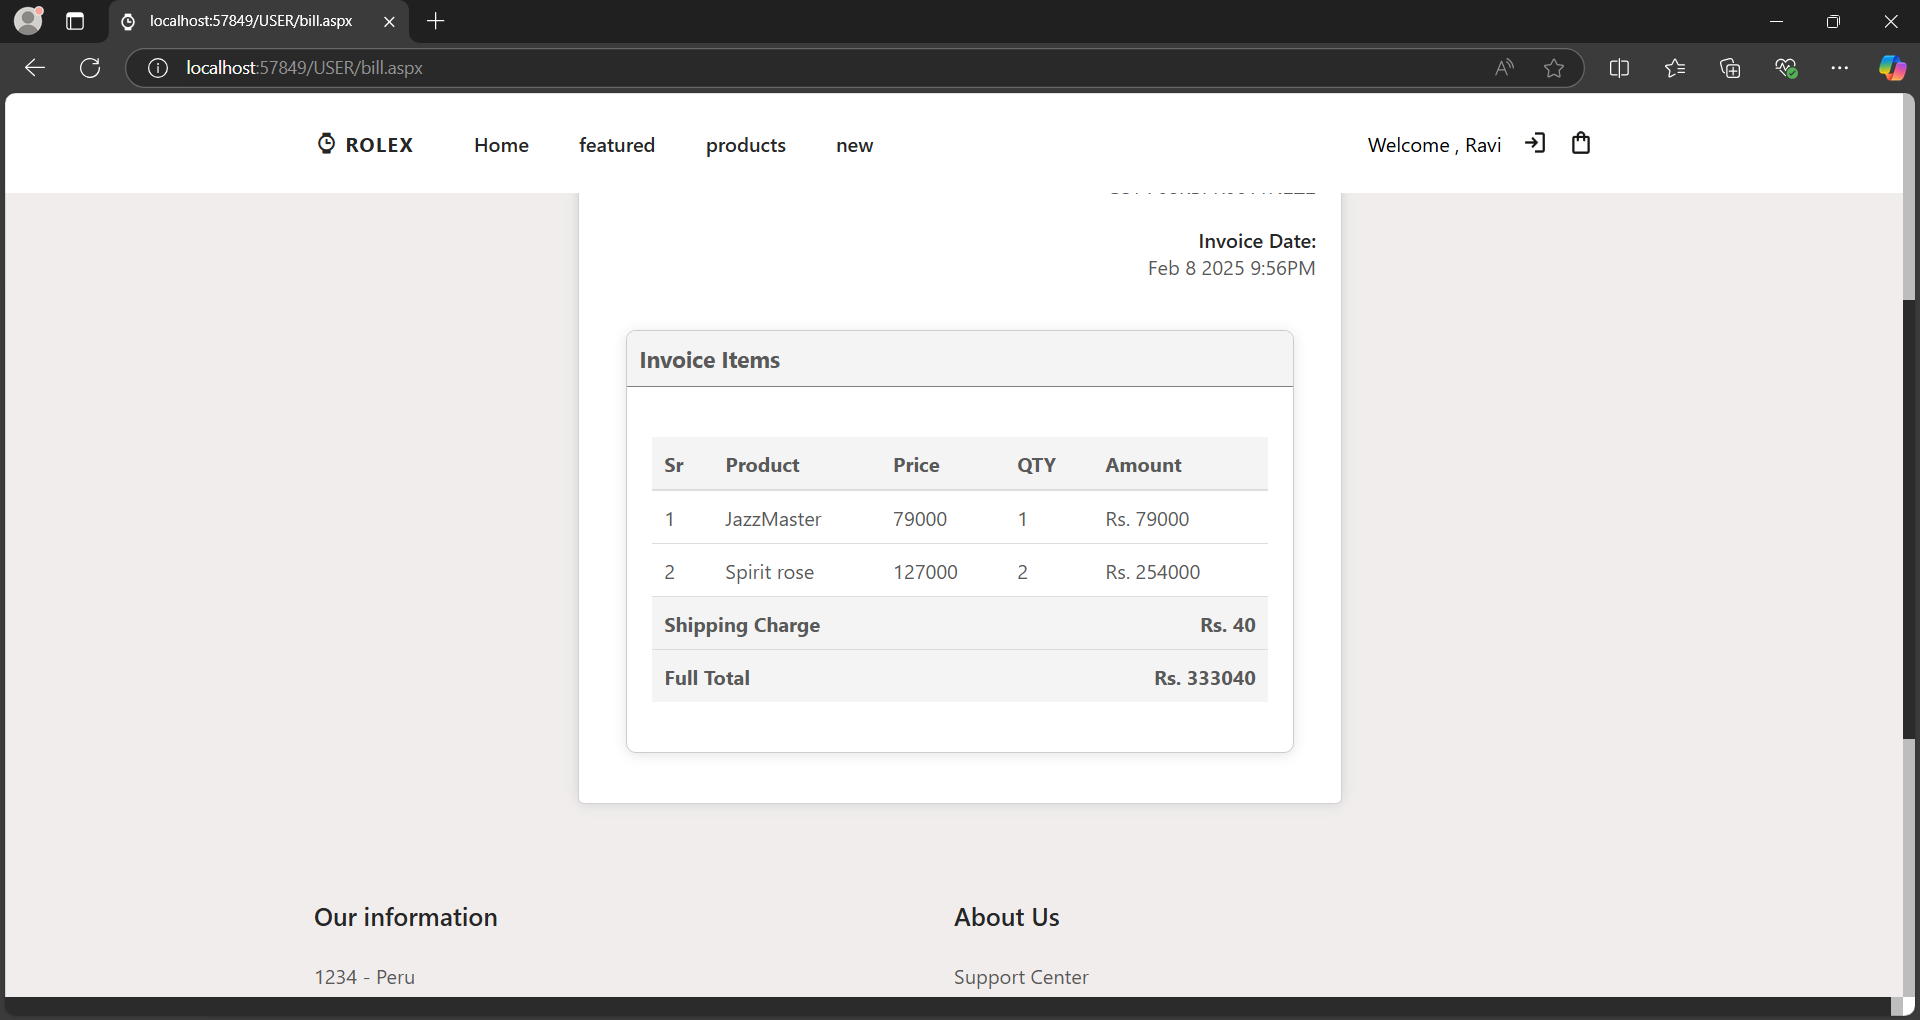 localhost:57849/USER/bill.aspx
localhost:57849/USER/bill.aspx
ROLEX Home featured products new Welcome , Ravi
Invoice Date:
Feb 8 2025 9:56PM
Invoice Items
Sr Product Price QTY Amount
1 JazzMaster 79000 1 Rs. 79000
2 Spirit rose 127000 2 Rs. 254000
Shipping Charge Rs. 40
Full Total Rs. 333040
Our information About Us
1234 - Peru Support Center